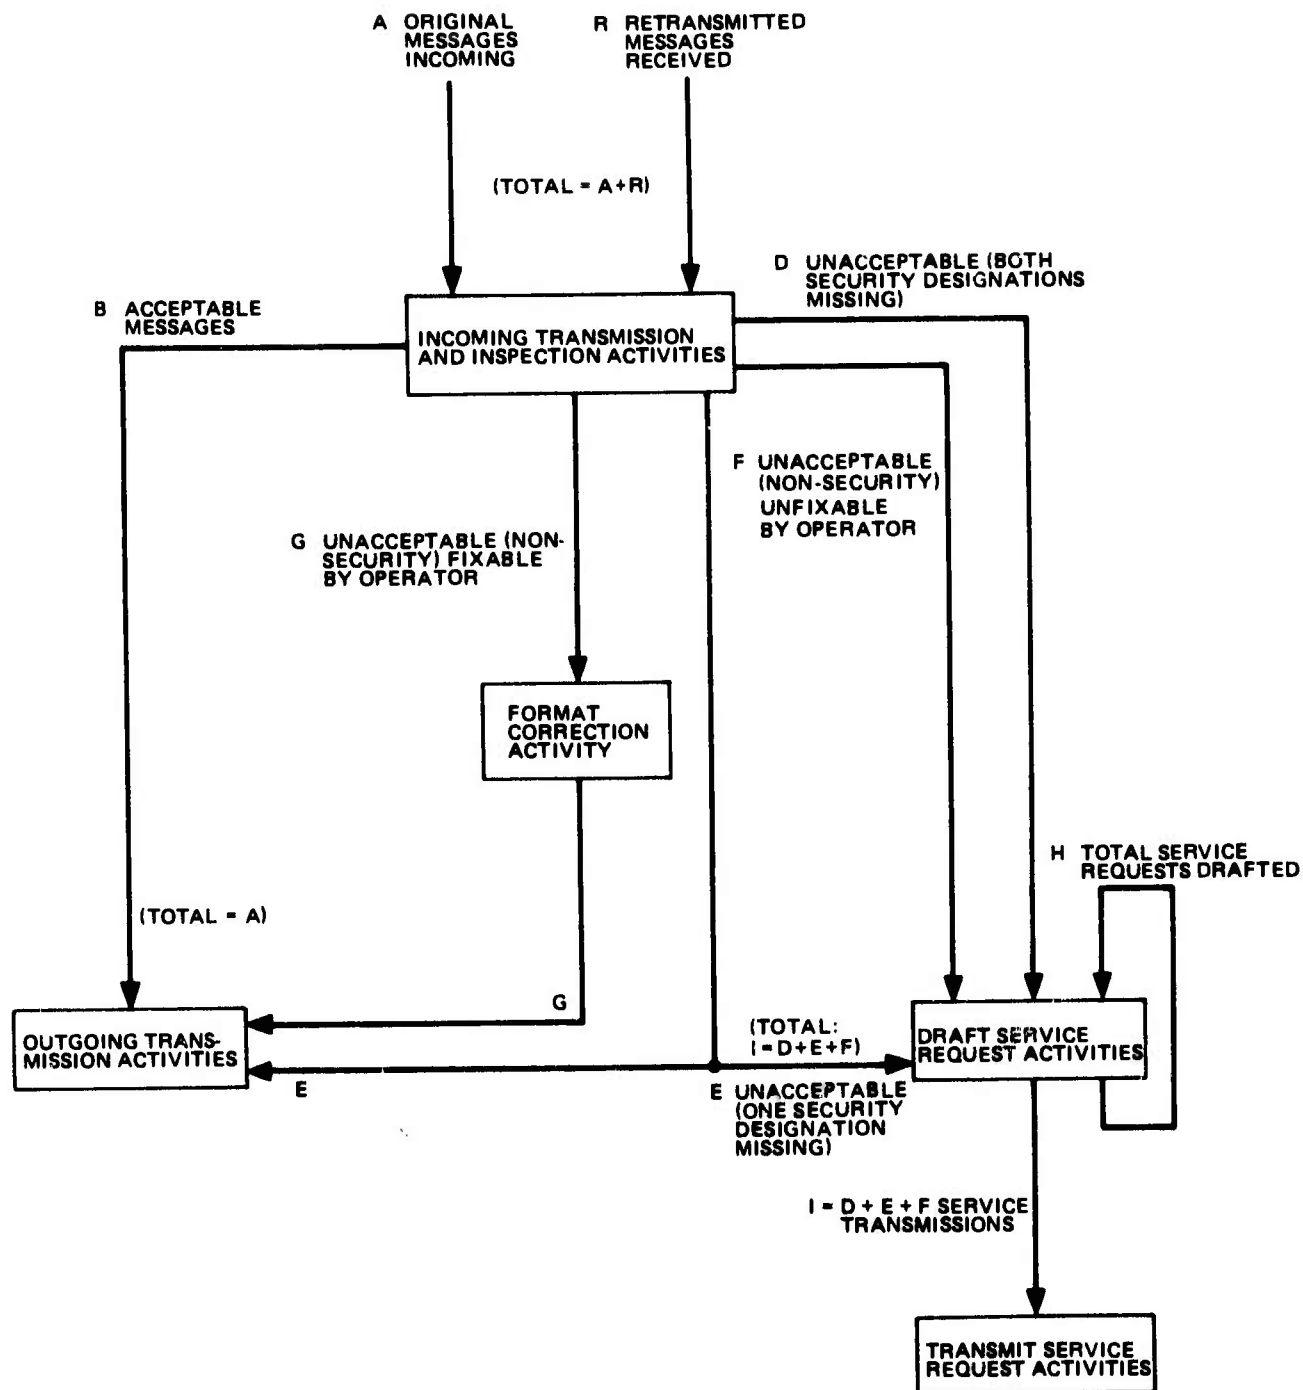 A ORIGINAL
MESSAGES
INCOMING
R RETRANSMITTED
MESSAGES
RECEIVED
(TOTAL = A+R)
D UNACCEPTABLE (BOTH
SECURITY DESIGNATIONS
MISSING)
B ACCEPTABLE
MESSAGES
INCOMING TRANSMISSION
AND INSPECTION ACTIVITIES
F UNACCEPTABLE
(NON-SECURITY)
UNFIXABLE
BY OPERATOR
G UNACCEPTABLE (NON-
SECURITY) FIXABLE
BY OPERATOR
FORMAT
CORRECTION
ACTIVITY
H TOTAL SERVICE
REQUESTS DRAFTED
(TOTAL = A)
G
OUTGOING TRANS-
MISSION ACTIVITIES
(TOTAL:
I = D+E+F)
DRAFT SERVICE
REQUEST ACTIVITIES
E
E UNACCEPTABLE
(ONE SECURITY
DESIGNATION
MISSING)
I = D + E + F SERVICE
TRANSMISSIONS
TRANSMIT SERVICE
REQUEST ACTIVITIES